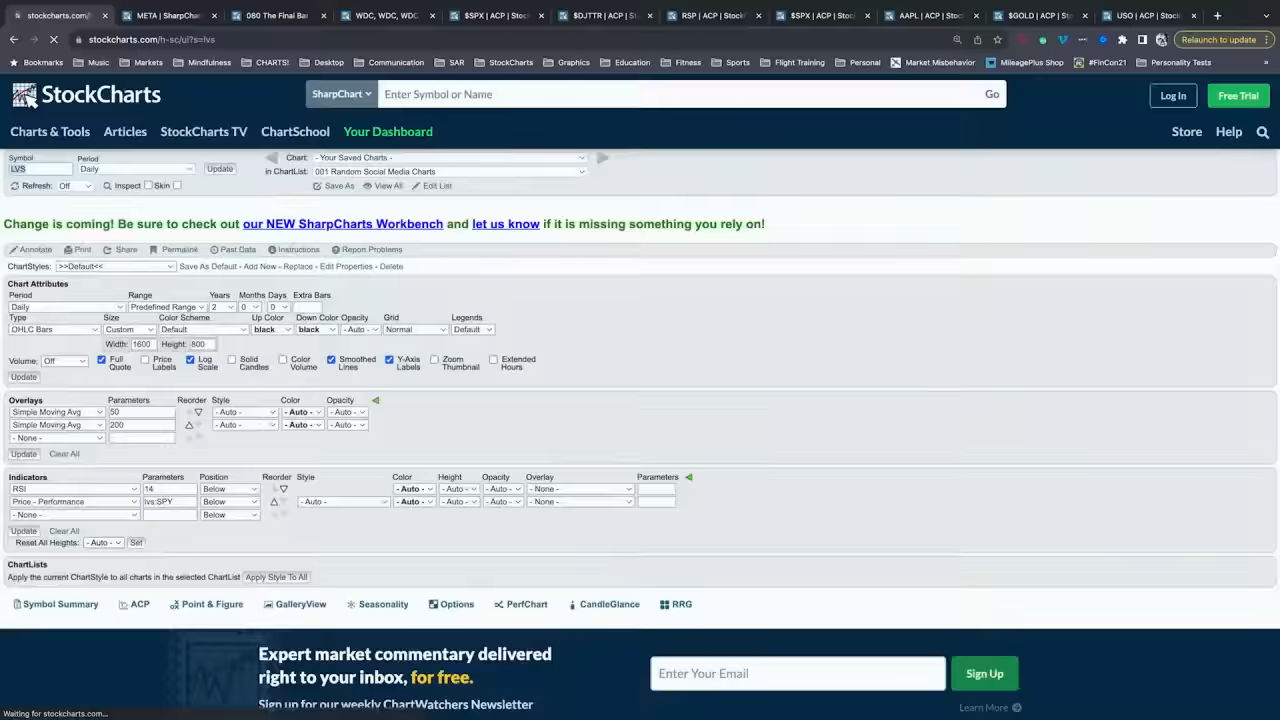 stockcharts.com/ META | SharpChar 080 The Final Bar WDC, WDC, WDC, $SPX | ACP | Stoc $DJTTR | ACP | S RSP | ACP | Stock $SPX | ACP | Stoc AAPL | ACP | Stoc $GOLD | ACP | St USO | ACP | Stock
stockcharts.com/h-sc/ui?s=lvs Relaunch to update
Bookmarks Music Markets Mindfulness CHARTS! Desktop Communication SAR StockCharts Graphics Education Fitness Sports Flight Training Personal Market Misbehavior MileagePlus Shop #FinCon21 Personality Tests »
StockCharts SharpChart Enter Symbol or Name Go Log In Free Trial
Charts & Tools Articles StockCharts TV ChartSchool Your Dashboard Store Help
Symbol Period Chart: - Your Saved Charts -
LVS Daily Update in ChartList: 001 Random Social Media Charts
Refresh: Off Inspect Skin Save As View All Edit List
Change is coming! Be sure to check out our NEW SharpCharts Workbench and let us know if it is missing something you rely on!
Annotate Print Share Permalink Past Data Instructions Report Problems
ChartStyles: >>Default<< Save As Default - Add New - Replace - Edit Properties - Delete
Chart Attributes
Period Range Years Months Days Extra Bars
Daily Predefined Range 2 0 0
Type Size Color Scheme Up Color Down Color Opacity Grid Legends
OHLC Bars Custom Default black black - Auto - Normal Default
Width: 1600 Height: 800
Volume: Off Full Quote Price Labels Log Scale Solid Candles Color Volume Smoothed Lines Y-Axis Labels Zoom Thumbnail Extended Hours
Update
Overlays Parameters Reorder Style Color Opacity
Simple Moving Avg 50 - Auto - - Auto - - Auto -
Simple Moving Avg 200 - Auto - - Auto - - Auto -
- None -
Update Clear All
Indicators Parameters Position Reorder Style Color Height Opacity Overlay Parameters
RSI 14 Below - Auto - - Auto - - Auto - - None -
Price - Performance lvs:SPY Below - Auto - - Auto - - Auto - - Auto - - None -
- None - Below
Update Clear All
Reset All Heights: - Auto - Set
ChartLists
Apply the current ChartStyle to all charts in the selected ChartList Apply Style To All
Symbol Summary ACP Point & Figure GalleryView Seasonality Options PerfChart CandleGlance RRG
Expert market commentary delivered
right to your inbox, for free.
Enter Your Email Sign Up
Sign up for our weekly ChartWatchers Newsletter
Learn More
Waiting for stockcharts.com...